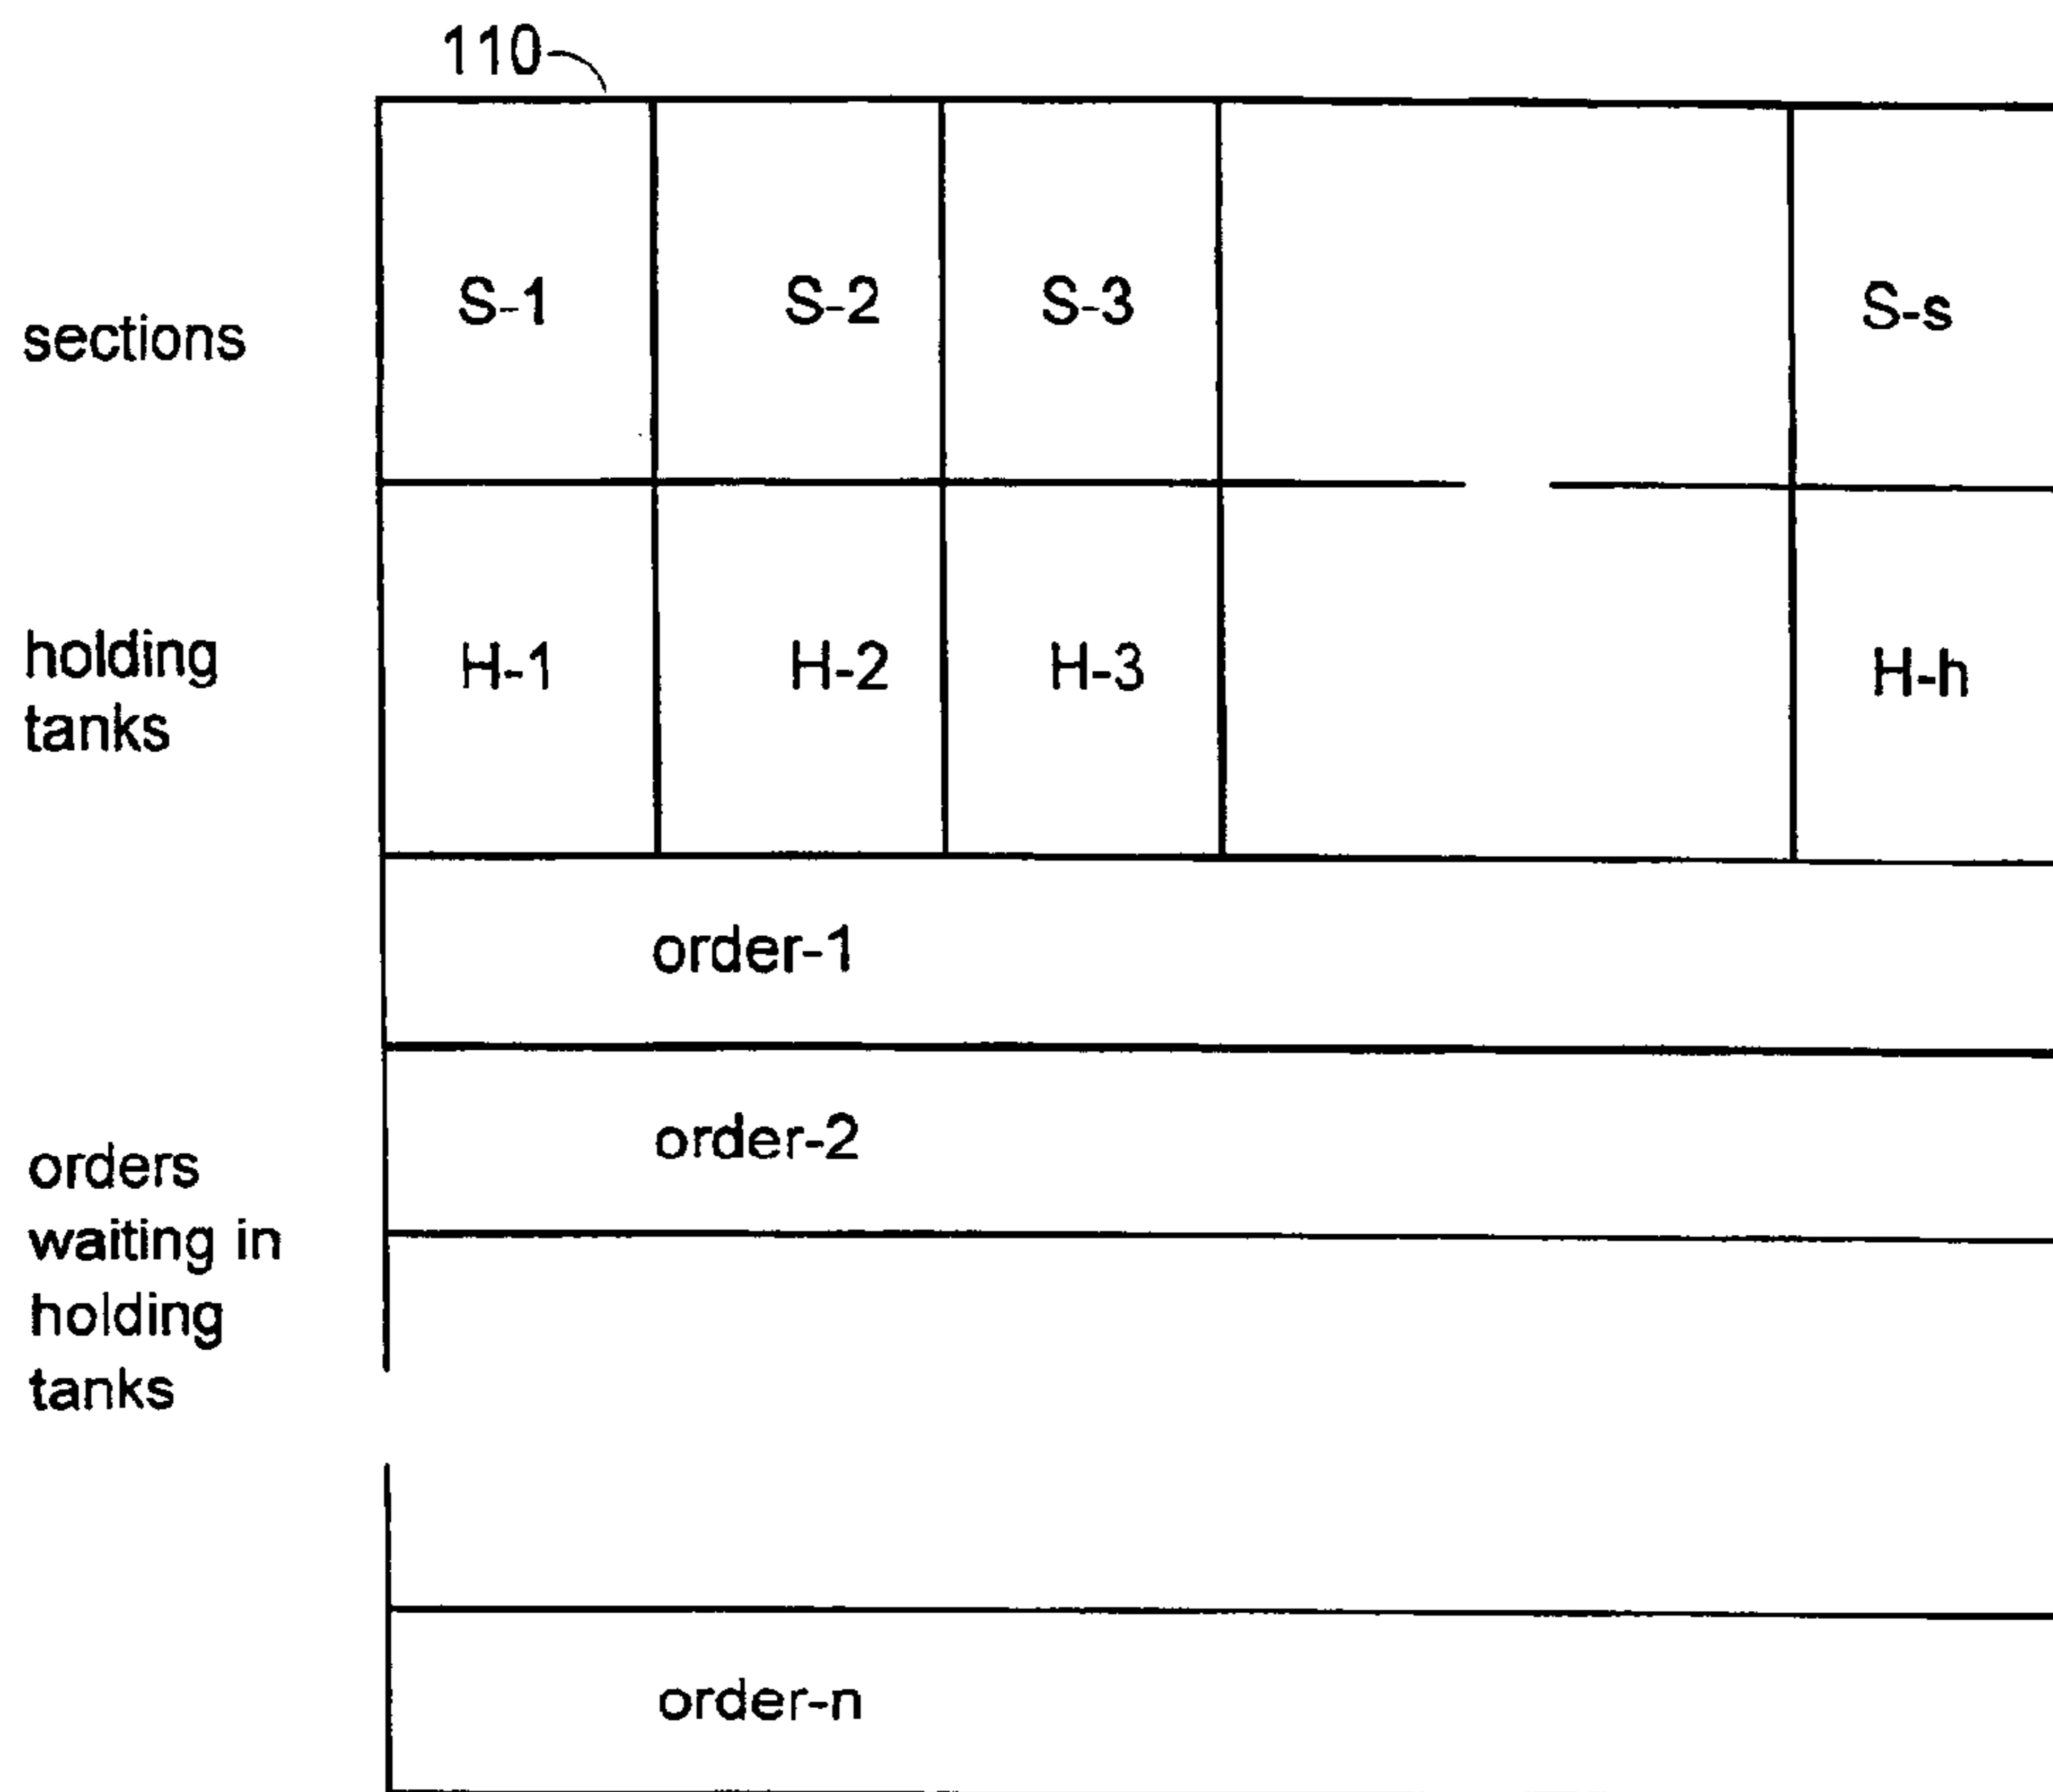 110
sections
S-1 S-2 S-3 S-s
holding
tanks
H-1 H-2 H-3 H-h
order-1
order-2
orders
waiting in
holding
tanks
order-n